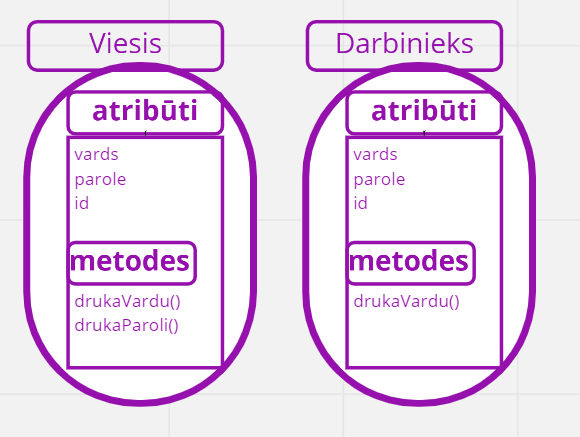 Viesis
atribūti
vards
parole
id
metodes
drukaVardu()
drukaParoli()
Darbinieks
atribūti
vards
parole
id
metodes
drukaVardu()